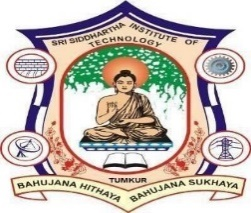 SRI SIDDHARTHA INSTITUTE OF
TECHNOLOGY
TUMKUR
BAHUJANA HITHAYA BAHUJANA SUKHAYA